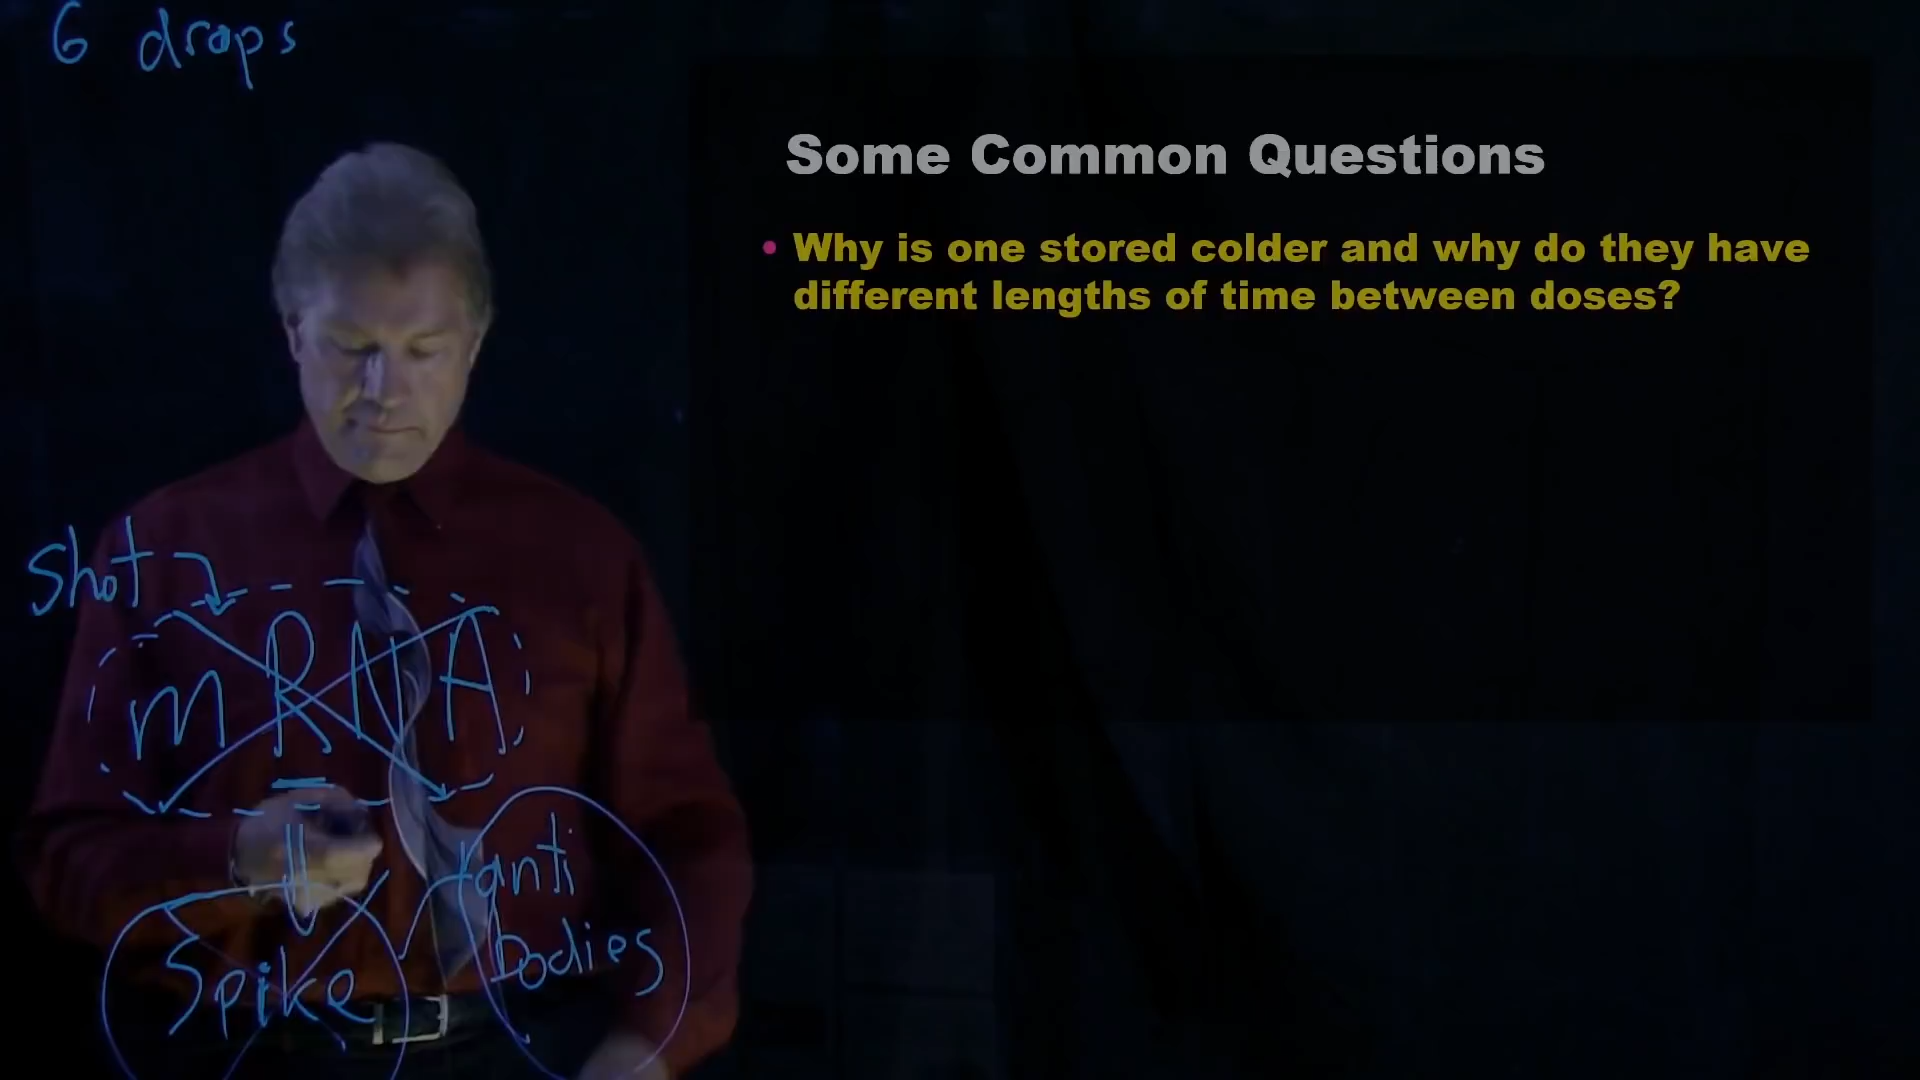 6 drops
Some Common Questions
• Why is one stored colder and why do they have
different lengths of time between doses?
Shot
mRNA
anti
bodies
Spike